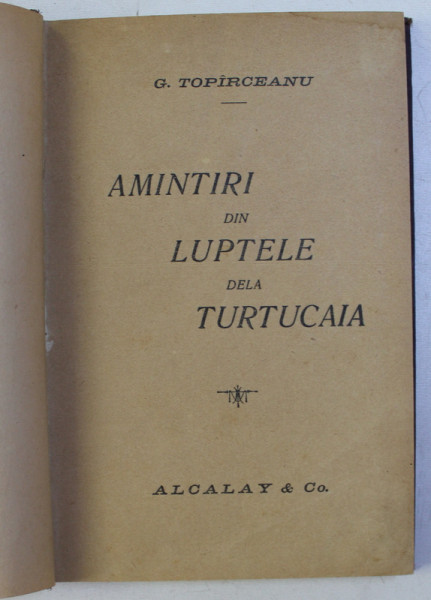 G. TOPÎRCEANU
AMINTIRI
DIN
LUPTELE
DELA
TURTUCAIA
ALCALAY & Co.